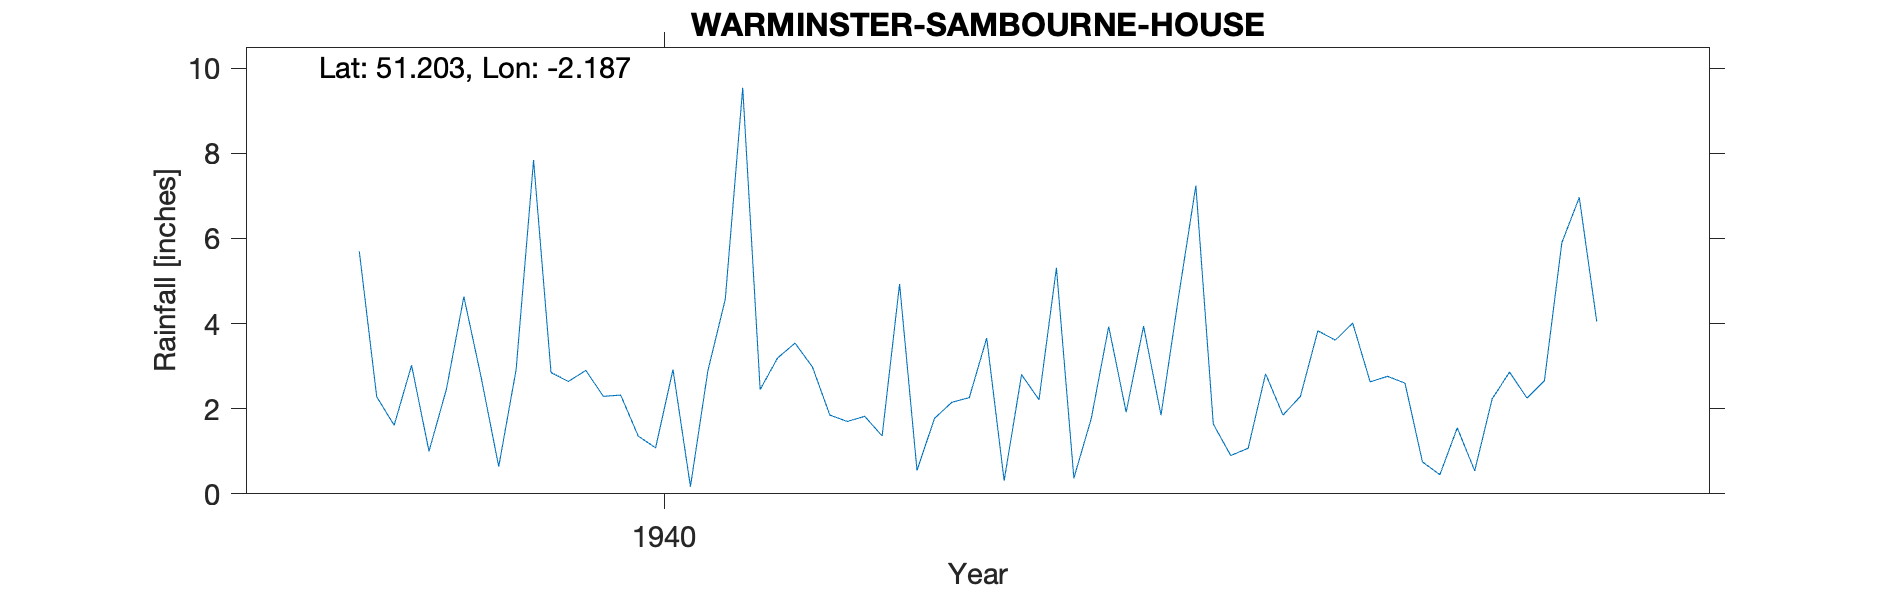 WARMINSTER-SAMBOURNE-HOUSE
Lat: 51.203, Lon: -2.187
10
8
6
4
2
0
Rainfall [inches]
1940
Year